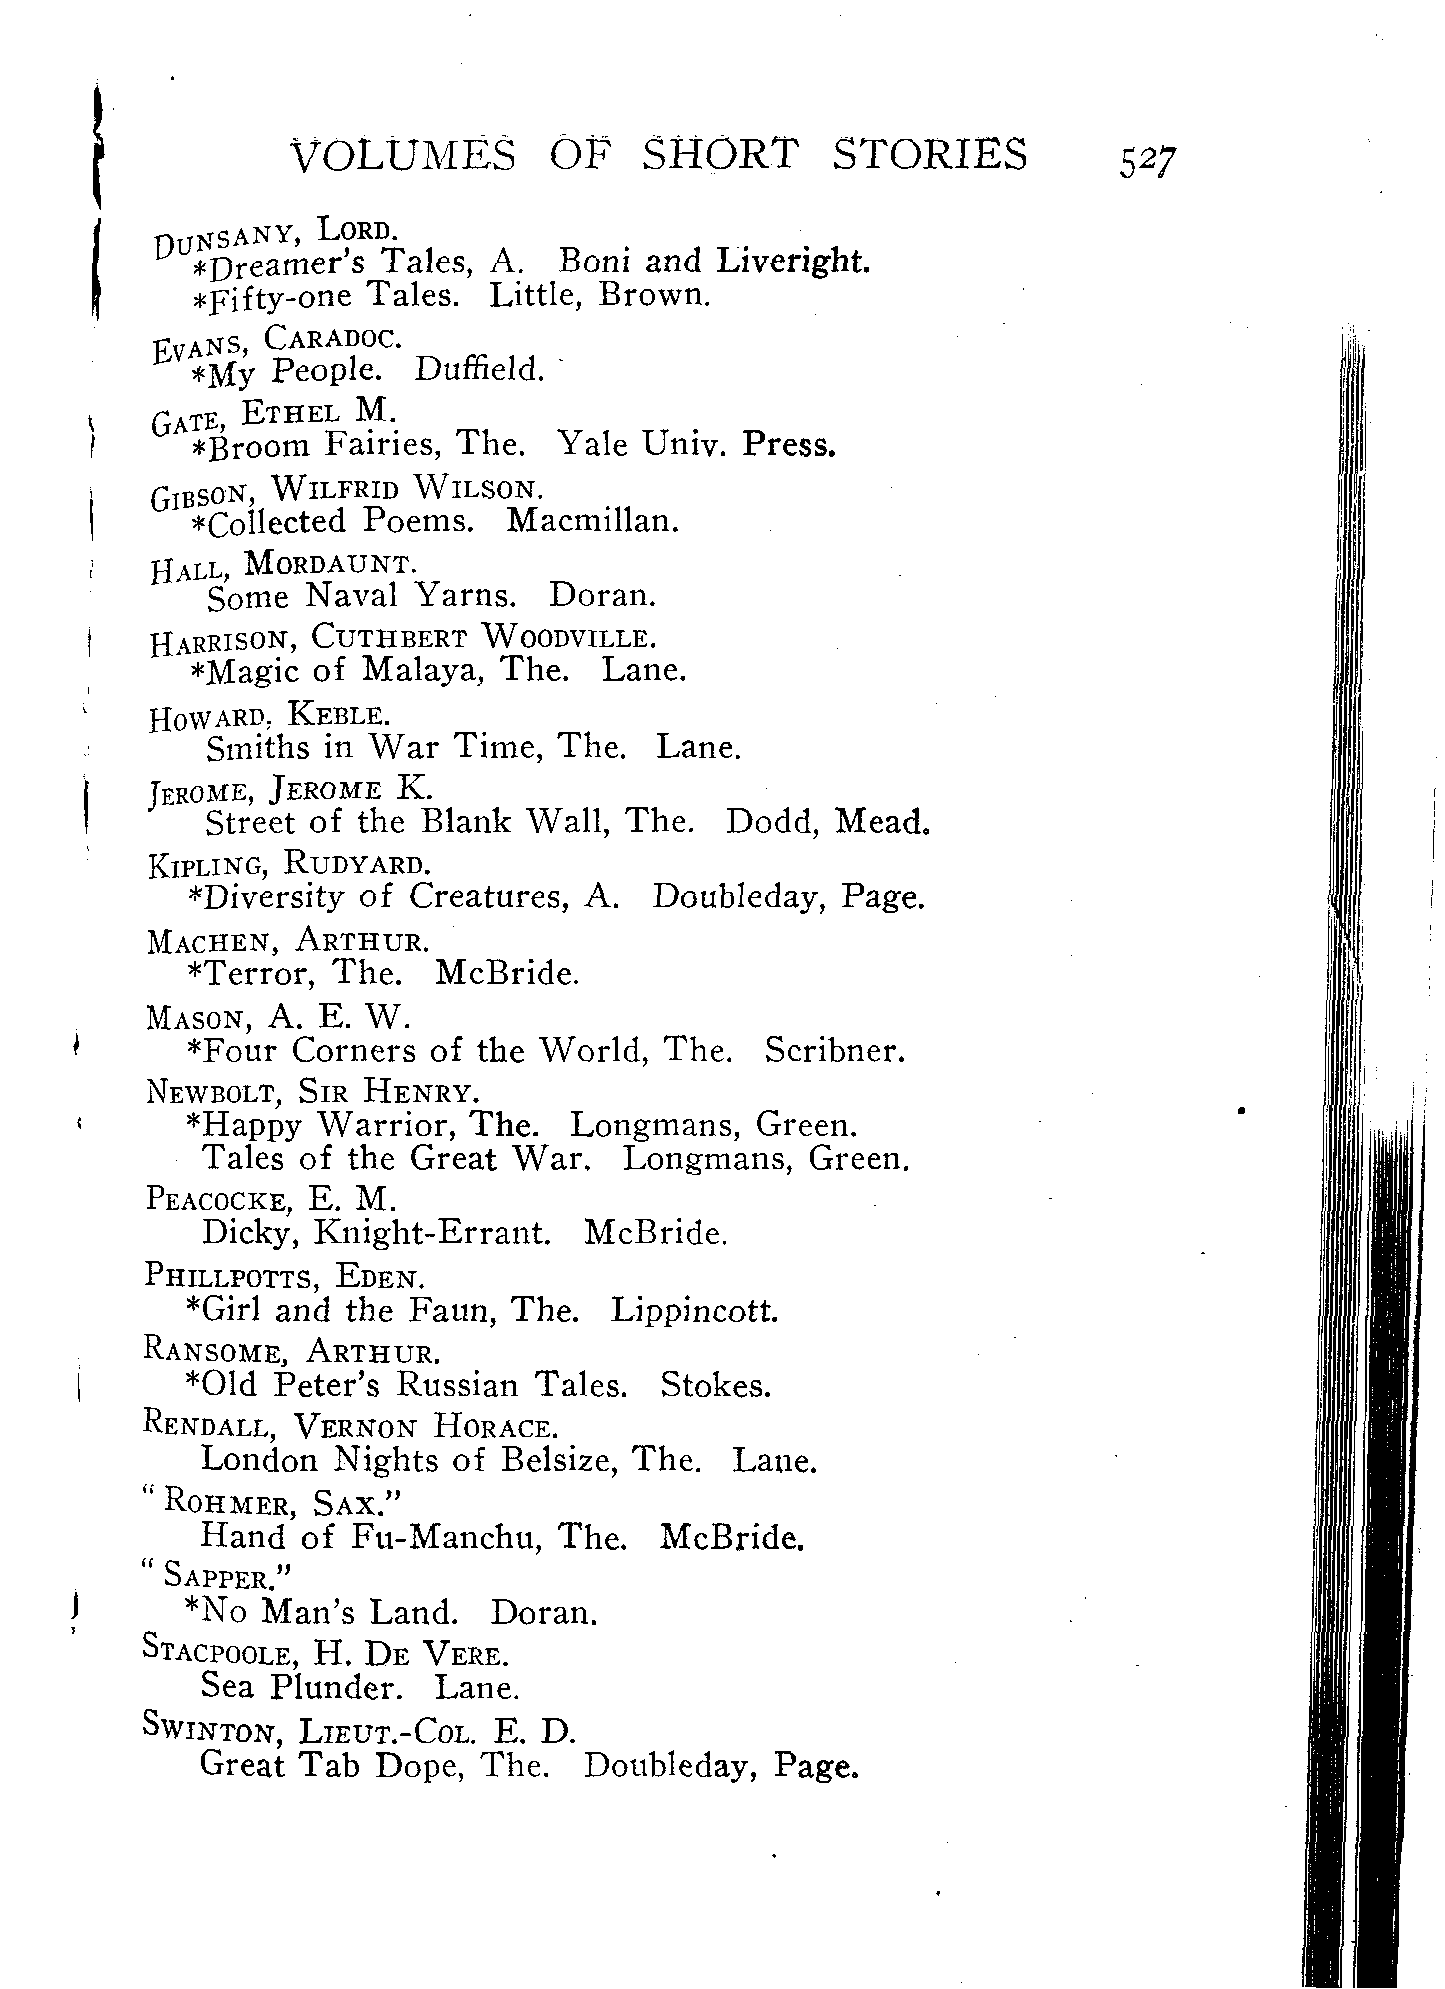 VOLUMES OF SHORT STORIES 527
DUNSANY, LORD.
*Dreamer's Tales, A. Boni and Liveright.
*Fifty-one Tales. Little, Brown.
EVANS, CARADOC.
*My People. Duffield.
GATE, ETHEL M.
*Broom Fairies, The. Yale Univ. Press.
GIBSON, WILFRID WILSON.
*Collected Poems. Macmillan.
HALL, MORDAUNT.
Some Naval Yarns. Doran.
HARRISON, CUTHBERT WOODVILLE.
*Magic of Malaya, The. Lane.
HOWARD, KEBLE.
Smiths in War Time, The. Lane.
JEROME, JEROME K.
Street of the Blank Wall, The. Dodd, Mead.
KIPLING, RUDYARD.
*Diversity of Creatures, A. Doubleday, Page.
MACHEN, ARTHUR.
*Terror, The. McBride.
MASON, A. E. W.
*Four Corners of the World, The. Scribner.
NEWBOLT, SIR HENRY.
*Happy Warrior, The. Longmans, Green.
Tales of the Great War. Longmans, Green.
PEACOCKE, E. M.
Dicky, Knight-Errant. McBride.
PHILLPOTTS, EDEN.
*Girl and the Faun, The. Lippincott.
RANSOME, ARTHUR.
*Old Peter's Russian Tales. Stokes.
RENDALL, VERNON HORACE.
London Nights of Belsize, The. Lane.
"ROHMER, SAX."
Hand of Fu-Manchu, The. McBride.
"SAPPER."
*No Man's Land. Doran.
STACPOOLE, H. DE VERE.
Sea Plunder. Lane.
SWINTON, LIEUT.-COL. E. D.
Great Tab Dope, The. Doubleday, Page.